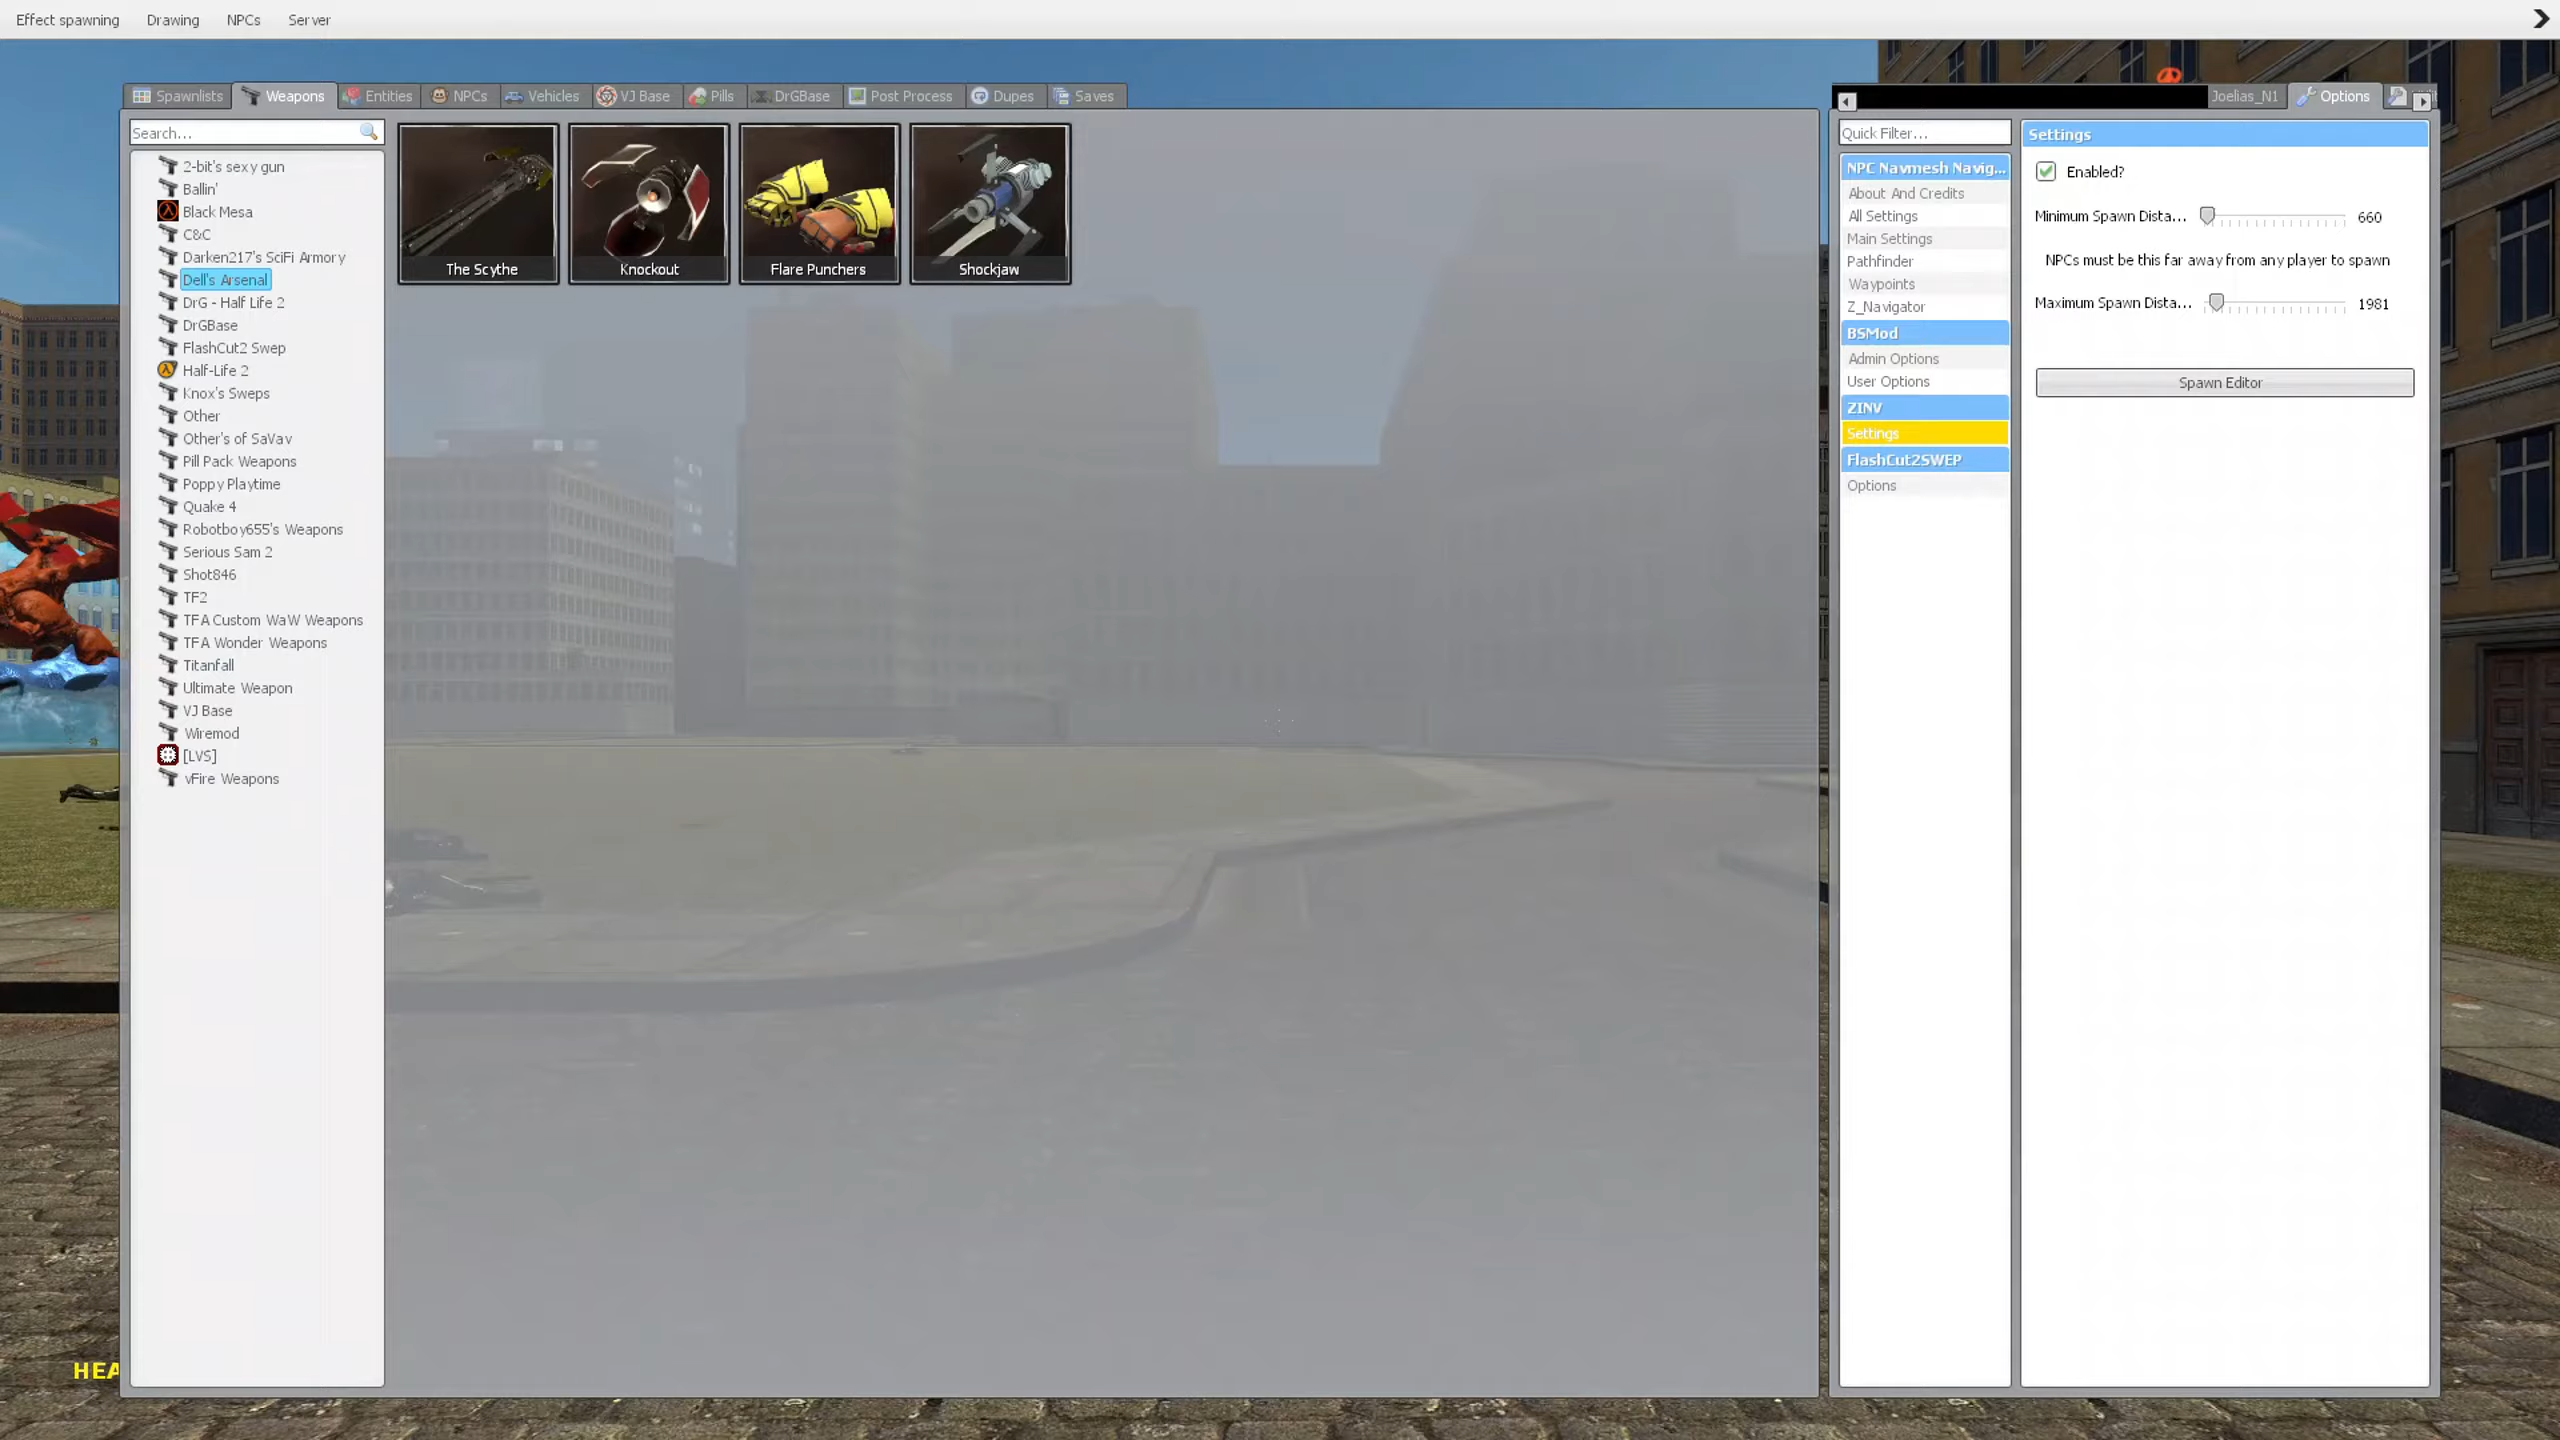 Effect spawning Drawing NPCs Server
Spawnlists Weapons Entities NPCs Vehicles VJ Base Pills DrGBase Post Process Dupes Saves
Search...
2-bit's sexy gun
Ballin'
Black Mesa
C&C
Darken217's SciFi Armory
Dell's Arsenal
DrG - Half Life 2
DrGBase
FlashCut2 Swep
Half-Life 2
Knox's Sweps
Other
Other's of SaVav
Pill Pack Weapons
Poppy Playtime
Quake 4
Robotboy655's Weapons
Serious Sam 2
Shot846
TF2
TFA Custom WaW Weapons
TFA Wonder Weapons
Titanfall
Ultimate Weapon
VJ Base
Wiremod
[LVS]
vFire Weapons
The Scythe
Knockout
Flare Punchers
Shockjaw
Joelias_N1 Options
Quick Filter...
NPC Navmesh Navig...
About And Credits
All Settings
Main Settings
Pathfinder
Waypoints
Z_Navigator
BSMod
Admin Options
User Options
ZINV
Settings
FlashCut2SWEP
Options
Settings
Enabled?
Minimum Spawn Dista... 660
NPCs must be this far away from any player to spawn
Maximum Spawn Dista... 1981
Spawn Editor
HEA